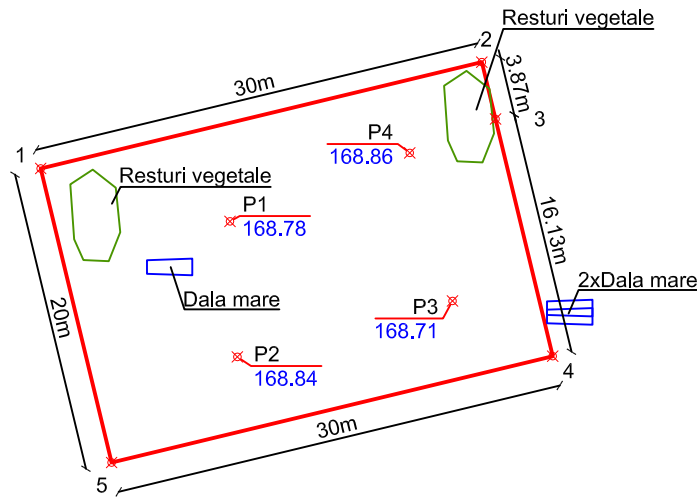 Resturi vegetale
2
30m
3.87m
3
P4
168.86
1
Resturi vegetale
P1
168.78
16.13m
Dala mare
2xDala mare
20m
P3
168.71
P2
168.84
4
30m
5